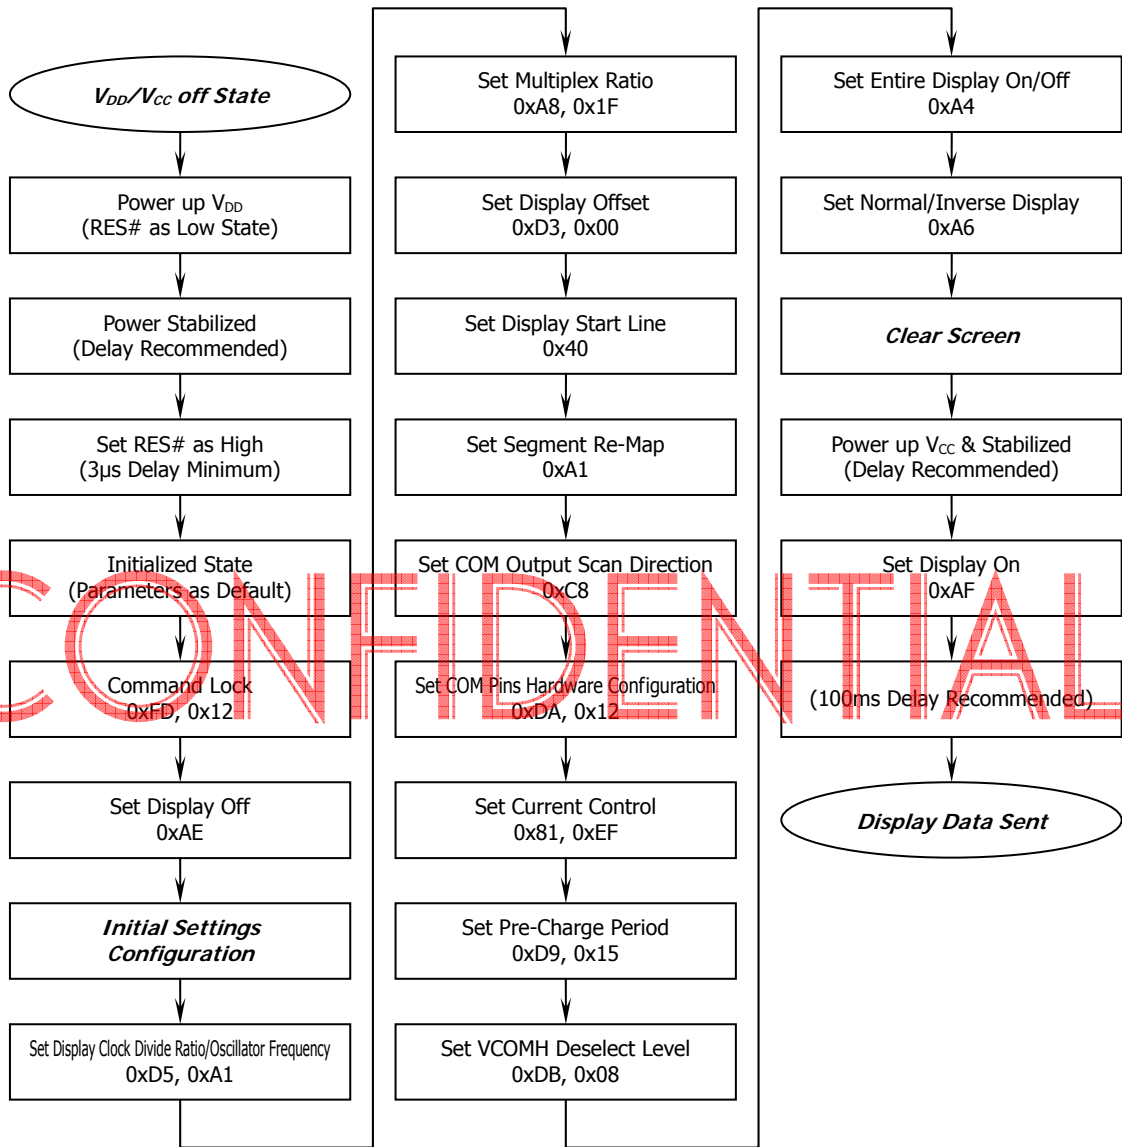 V_DD/V_CC off State
Power up V_DD
(RES# as Low State)
Power Stabilized
(Delay Recommended)
Set RES# as High
(3µs Delay Minimum)
Initialized State
(Parameters as Default)
Command Lock
0xFD, 0x12
Set Display Off
0xAE
Initial Settings
Configuration
Set Display Clock Divide Ratio/Oscillator Frequency
0xD5, 0xA1
Set Multiplex Ratio
0xA8, 0x1F
Set Display Offset
0xD3, 0x00
Set Display Start Line
0x40
Set Segment Re-Map
0xA1
Set COM Output Scan Direction
0xC8
Set COM Pins Hardware Configuration
0xDA, 0x12
Set Current Control
0x81, 0xEF
Set Pre-Charge Period
0xD9, 0x15
Set VCOMH Deselect Level
0xDB, 0x08
Set Entire Display On/Off
0xA4
Set Normal/Inverse Display
0xA6
Clear Screen
Power up V_CC & Stabilized
(Delay Recommended)
Set Display On
0xAF
(100ms Delay Recommended)
Display Data Sent
CONFIDENTIAL